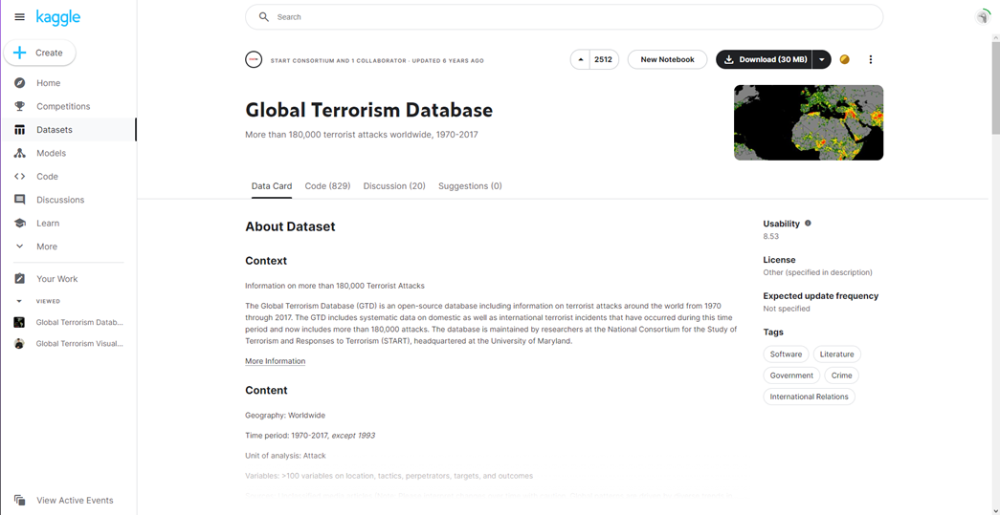 kaggle
Search
Create
Home
Competitions
Datasets
Models
Code
Discussions
Learn
More
Your Work
VIEWED
Global Terrorism Datab...
Global Terrorism Visual...
View Active Events
START CONSORTIUM AND 1 COLLABORATOR · UPDATED 6 YEARS AGO
2512
New Notebook
Download (30 MB)
Global Terrorism Database
More than 180,000 terrorist attacks worldwide, 1970-2017
Data Card Code (829) Discussion (20) Suggestions (0)
About Dataset
Context
Information on more than 180,000 Terrorist Attacks
The Global Terrorism Database (GTD) is an open-source database including information on terrorist attacks around the world from 1970
through 2017. The GTD includes systematic data on domestic as well as international terrorist incidents that have occurred during this time
period and now includes more than 180,000 attacks. The database is maintained by researchers at the National Consortium for the Study of
Terrorism and Responses to Terrorism (START), headquartered at the University of Maryland.
More Information
Content
Geography: Worldwide
Time period: 1970-2017, except 1993
Unit of analysis: Attack
Variables: >100 variables on location, tactics, perpetrators, targets, and outcomes
Usability
8.53
License
Other (specified in description)
Expected update frequency
Not specified
Tags
Software Literature
Government Crime
International Relations